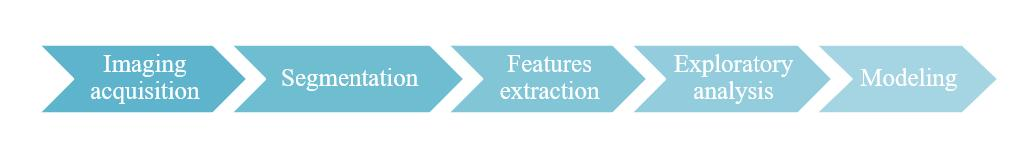 Imaging
acquisition
Segmentation
Features
extraction
Exploratory
analysis
Modeling